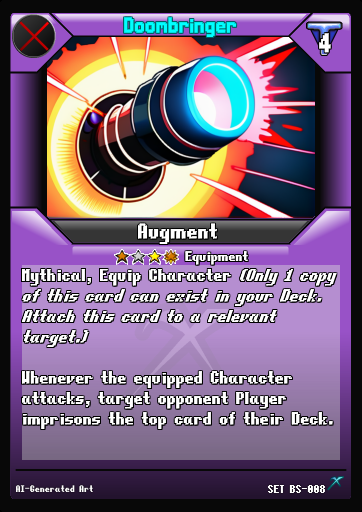 Doombringer
4
Augment
Equipment
Mythical, Equip Character (Only 1 copy
of this card can exist in your Deck.
Attach this card to a relevant
target.)
Whenever the equipped Character
attacks, target opponent Player
imprisons the top card of their Deck.
AI-Generated Art
SET BS-008